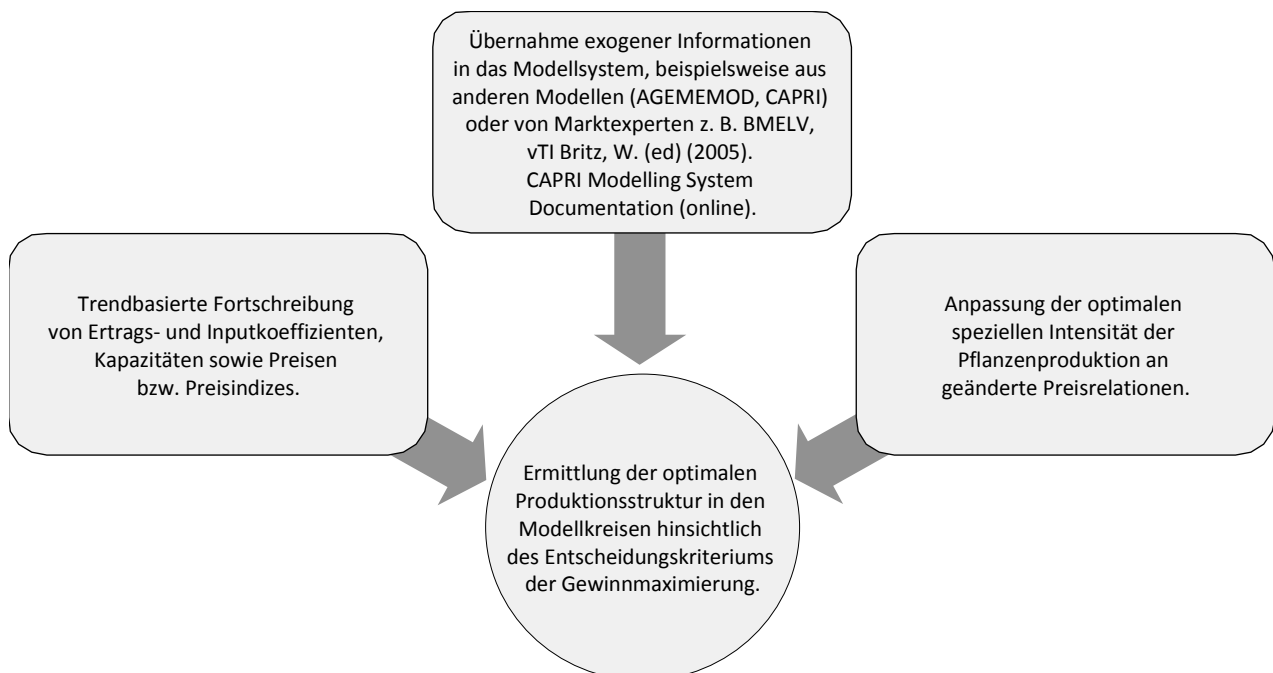 Übernahme exogener Informationen
in das Modellsystem, beispielsweise aus
anderen Modellen (AGEMEMOD, CAPRI)
oder von Marktexperten z. B. BMELV,
vTI Britz, W. (ed) (2005).
CAPRI Modelling System
Documentation (online).
Trendbasierte Fortschreibung
von Ertrags- und Inputkoeffizienten,
Kapazitäten sowie Preisen
bzw. Preisindizes.
Anpassung der optimalen
speziellen Intensität der
Pflanzenproduktion an
geänderte Preisrelationen.
Ermittlung der optimalen
Produktionsstruktur in den
Modellkreisen hinsichtlich
des Entscheidungskriteriums
der Gewinnmaximierung.